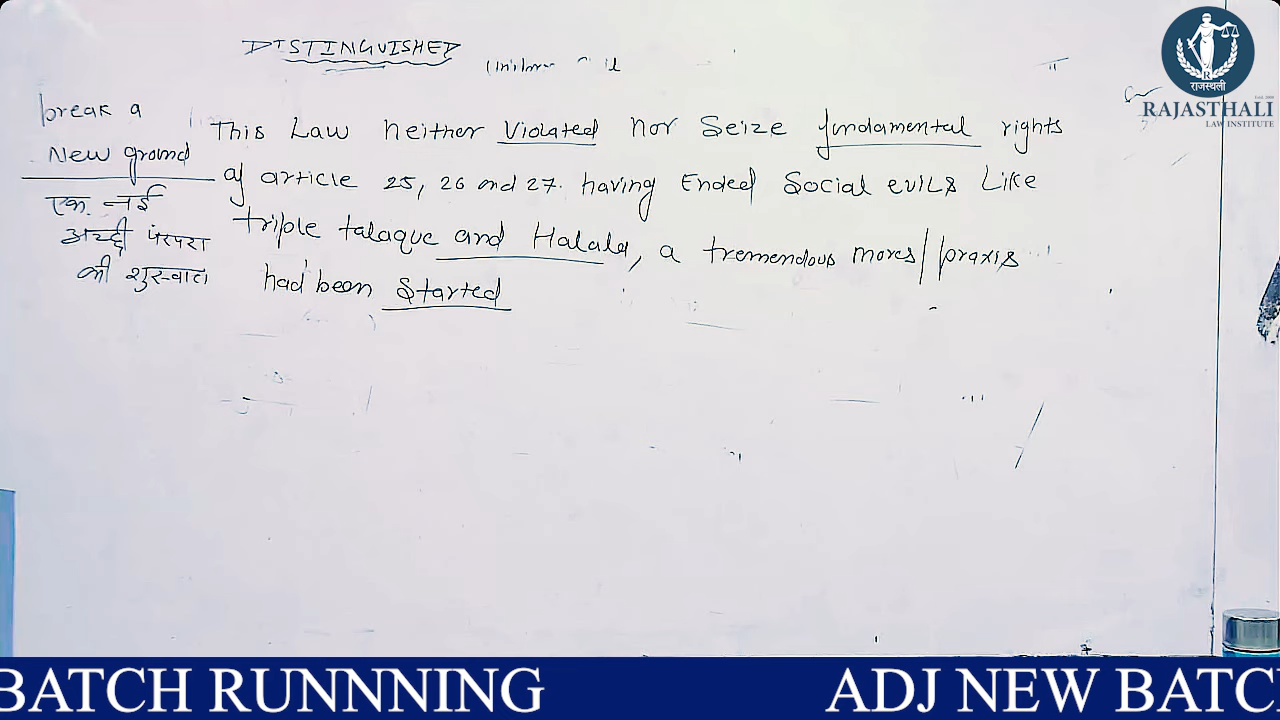 DISTINGUISHED
break a
New ground
एक नई
अच्छी परंपरा
की शुरुवात
This Law neither Violated nor Seize fundamental rights
of article 25, 26 and 27. having Ended Social evils Like
triple talaque and Halala, a tremendous mores/praxis
had been Started
राजस्थली
RAJASTHALI
LAW INSTITUTE
BATCH RUNNNING
ADJ NEW BATC